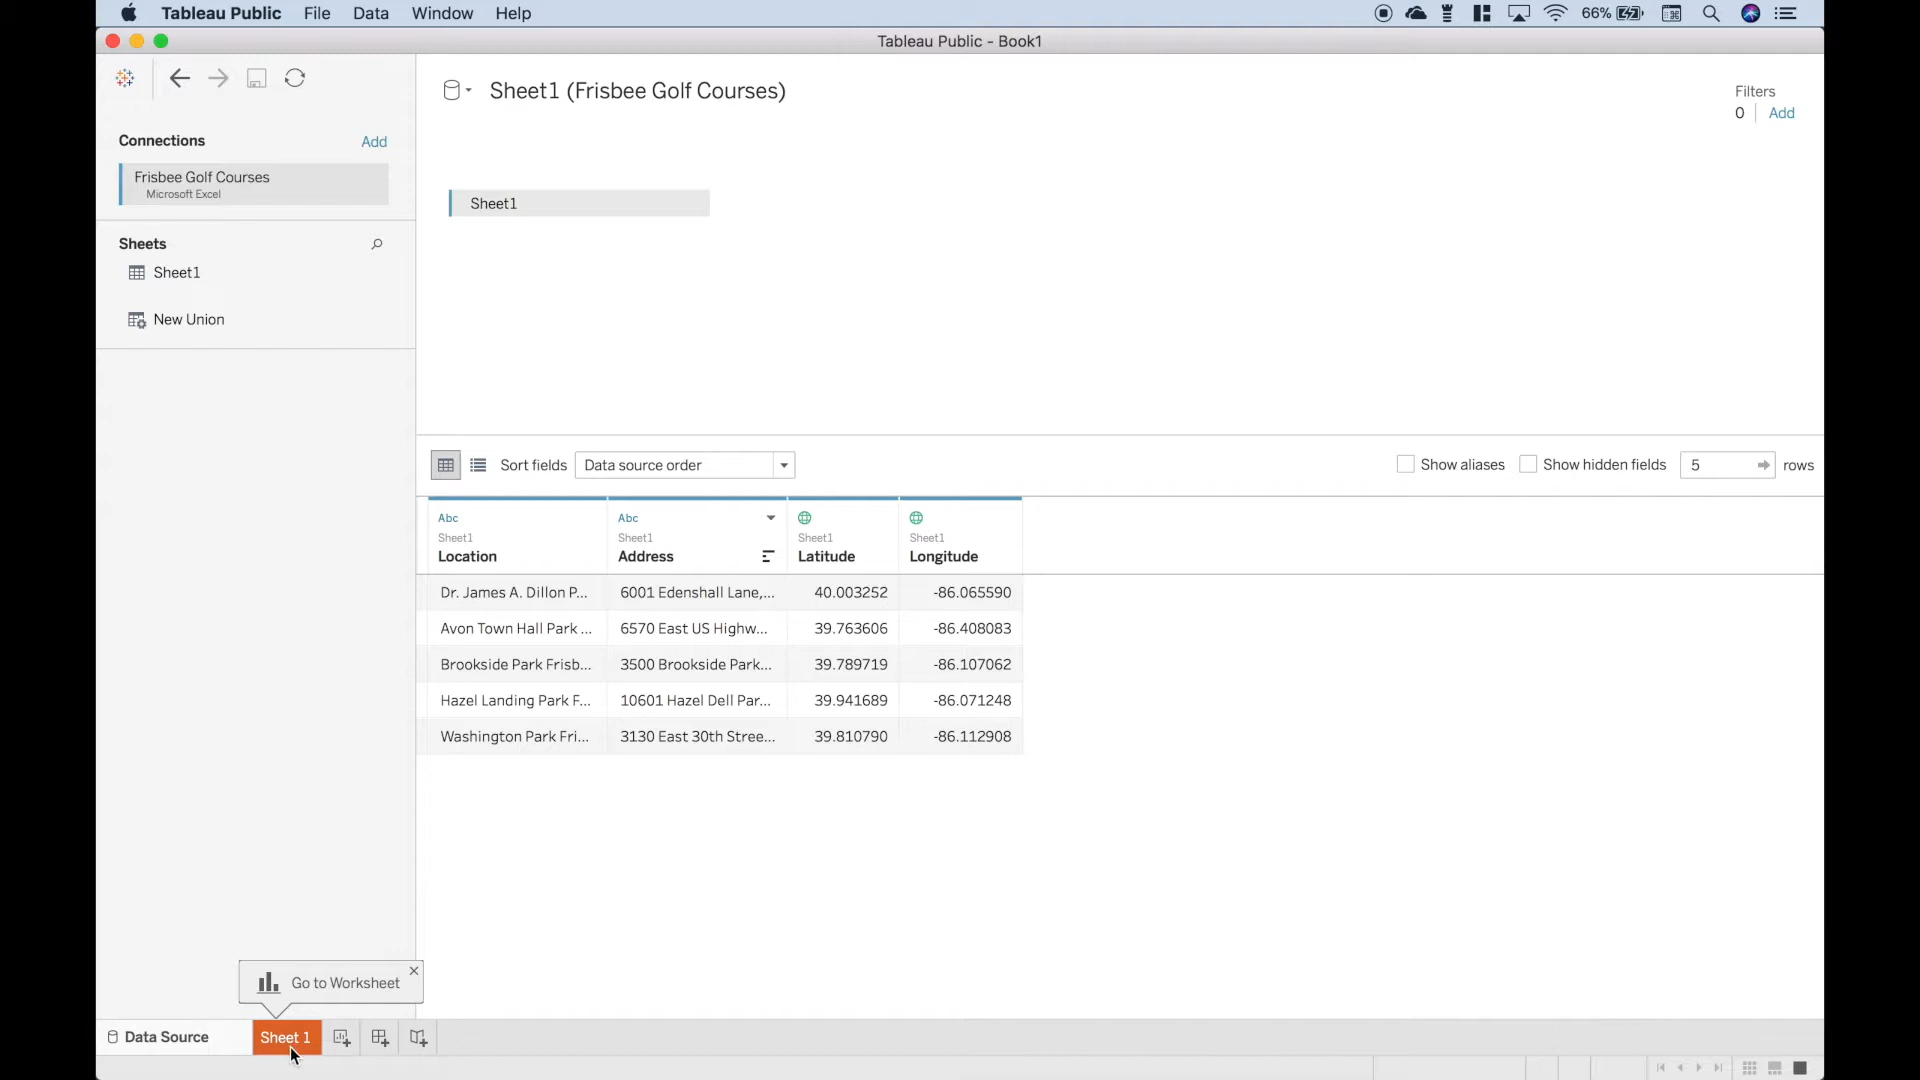 Tableau Public File Data Window Help 66%
Tableau Public - Book1
Sheet1 (Frisbee Golf Courses)
Filters
0 Add
Connections Add
Frisbee Golf Courses
Microsoft Excel
Sheet1
Sheets
Sheet1
New Union
Sort fields Data source order Show aliases Show hidden fields 5 rows
Abc Abc
Sheet1 Sheet1 Sheet1 Sheet1
Location Address Latitude Longitude
Dr. James A. Dillon P... 6001 Edenshall Lane,... 40.003252 -86.065590
Avon Town Hall Park ... 6570 East US Highw... 39.763606 -86.408083
Brookside Park Frisb... 3500 Brookside Park... 39.789719 -86.107062
Hazel Landing Park F... 10601 Hazel Dell Par... 39.941689 -86.071248
Washington Park Fri... 3130 East 30th Stree... 39.810790 -86.112908
Go to Worksheet
Data Source Sheet 1